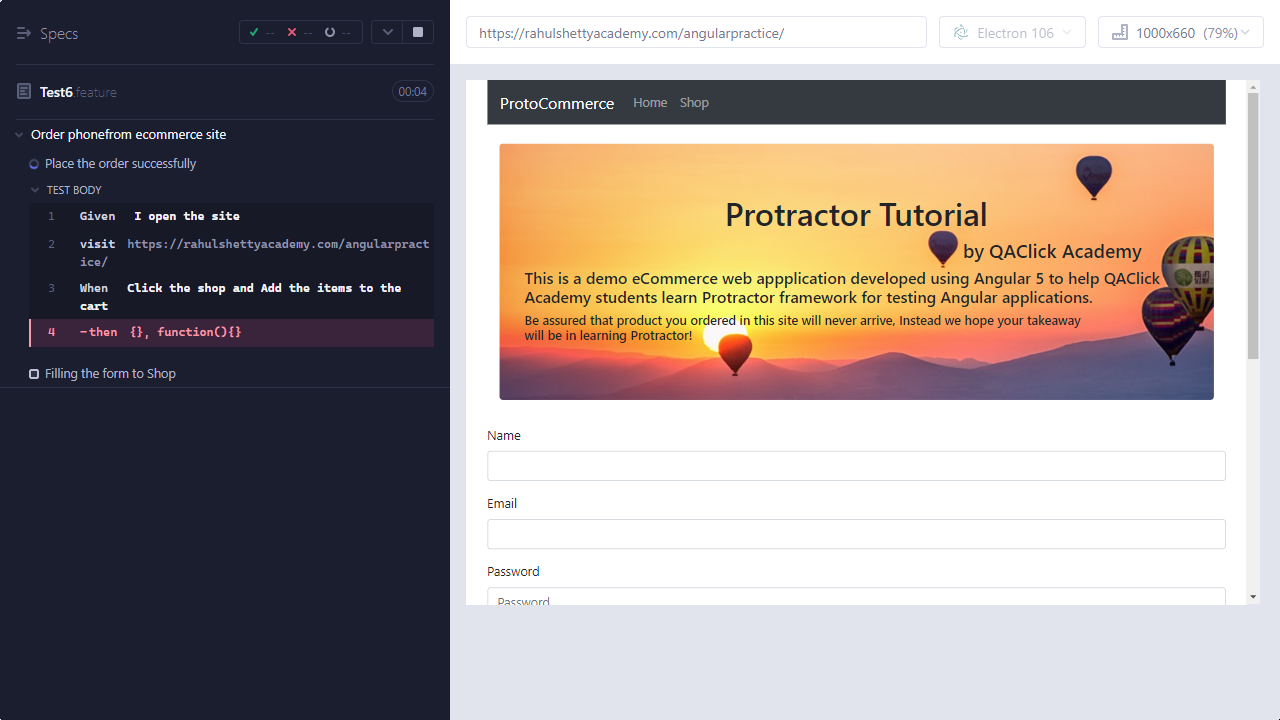 Specs
--
--
--
Test6.feature
00:04
Order phonefrom ecommerce site
Place the order successfully
TEST BODY
1 Given I open the site
2 visit https://rahulshettyacademy.com/angularpract
ice/
3 When Click the shop and Add the items to the
cart
4 -then {}, function(){}
Filling the form to Shop
https://rahulshettyacademy.com/angularpractice/
Electron 106
1000x660 (79%)
ProtoCommerce
Home
Shop
Protractor Tutorial
by QAClick Academy
This is a demo eCommerce web appplication developed using Angular 5 to help QAClick
Academy students learn Protractor framework for testing Angular applications.
Be assured that product you ordered in this site will never arrive, Instead we hope your takeaway
will be in learning Protractor!
Name
Email
Password
Password